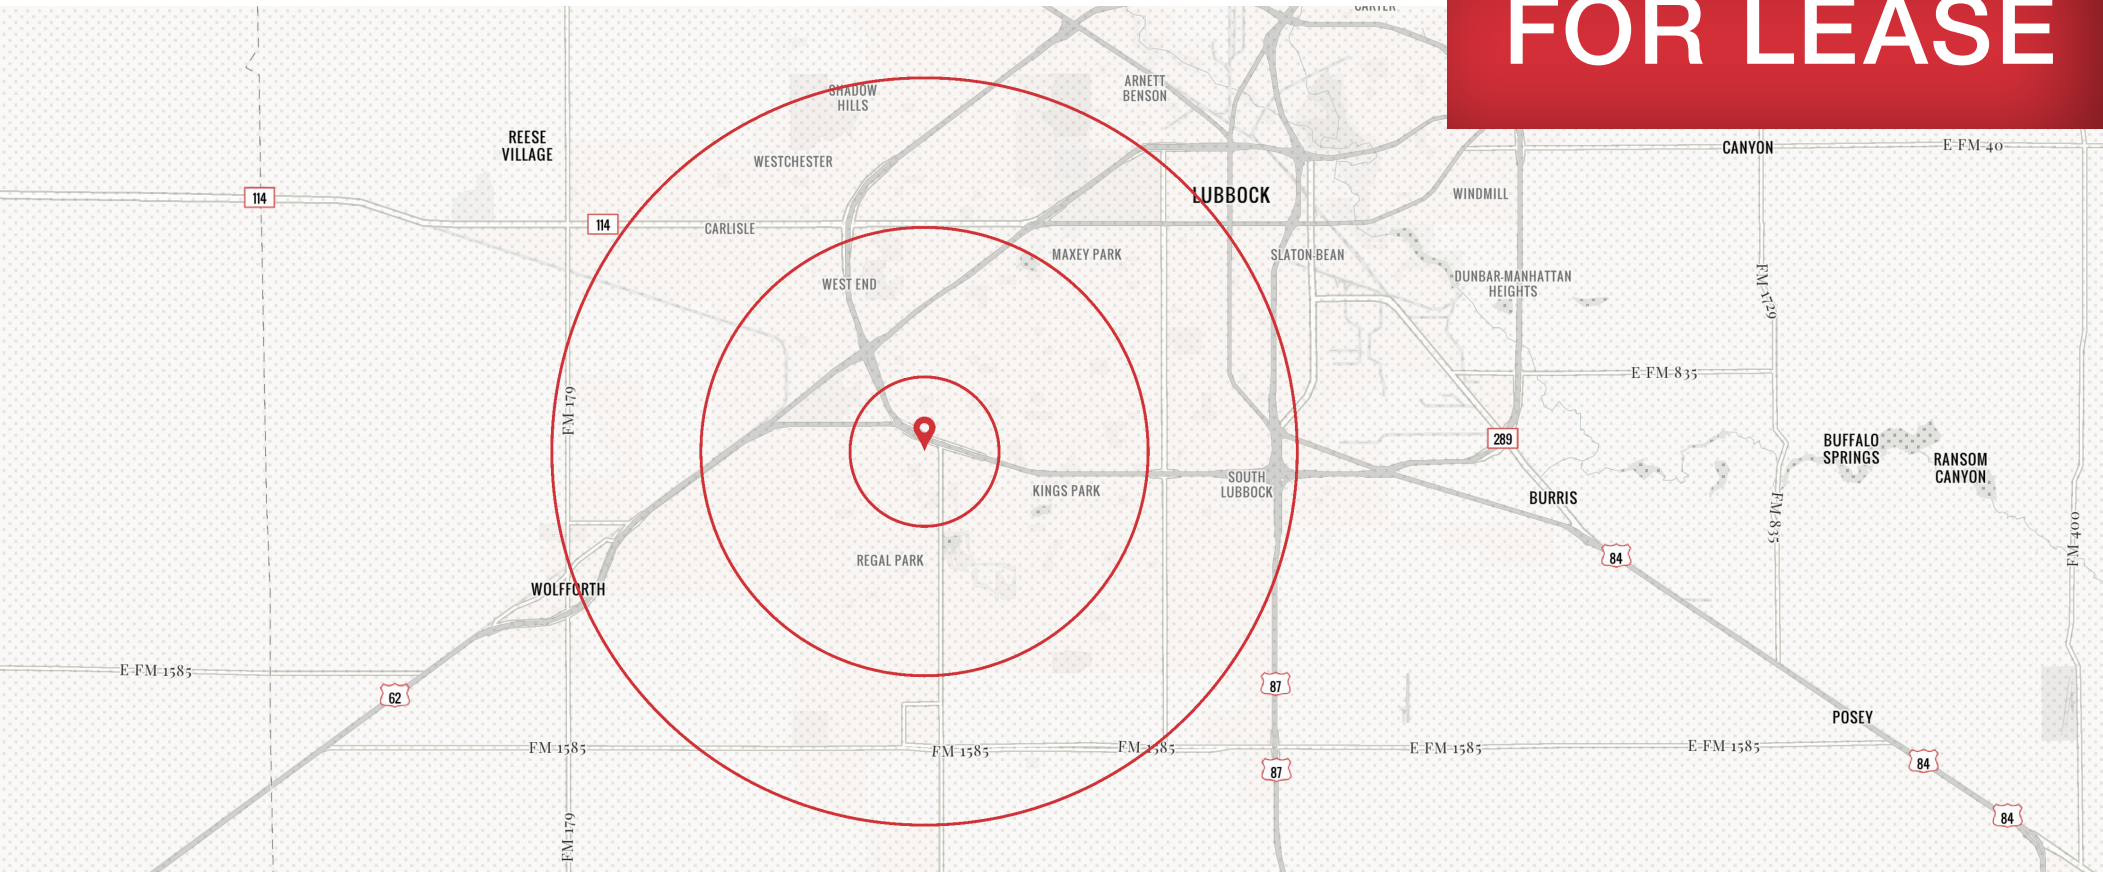 CARTER
FOR LEASE
SHADOW
HILLS
ARNETT
BENSON
REESE
VILLAGE
WESTCHESTER
CANYON
E FM 40
114
LUBBOCK
WINDMILL
114
CARLISLE
MAXEY PARK
SLATON-BEAN
WEST END
DUNBAR-MANHATTAN
HEIGHTS
FM 1729
E FM 835
FM 179
289
BUFFALO
SPRINGS
RANSOM
CANYON
KINGS PARK
SOUTH
LUBBOCK
BURRIS
FM 835
FM 400
REGAL PARK
84
WOLFFORTH
E FM 1585
62
87
POSEY
FM 1585
FM 1585
FM 1585
E FM 1585
E FM 1585
84
87
84
FM 179